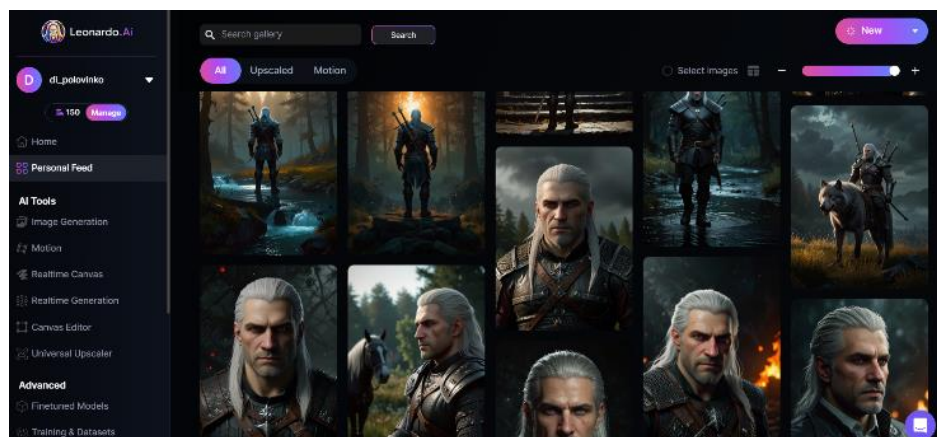 Leonardo.Ai
Search gallery
Search
New
D
di_polovinko
All
Upscaled
Motion
Select images
150
Manage
Home
Personal Feed
AI Tools
Image Generation
Motion
Realtime Canvas
Realtime Generation
Canvas Editor
Universal Upscaler
Advanced
Finetuned Models
Training & Datasets